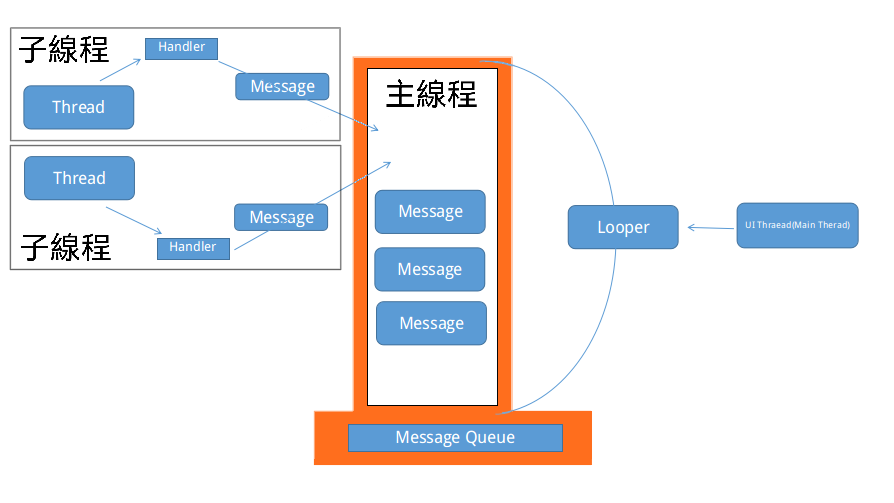 子線程
Handler
Thread
Message
Thread
Message
子線程
Handler
主線程
Message
Message
Message
Message Queue
Looper
UI Thraead(Main Therad)